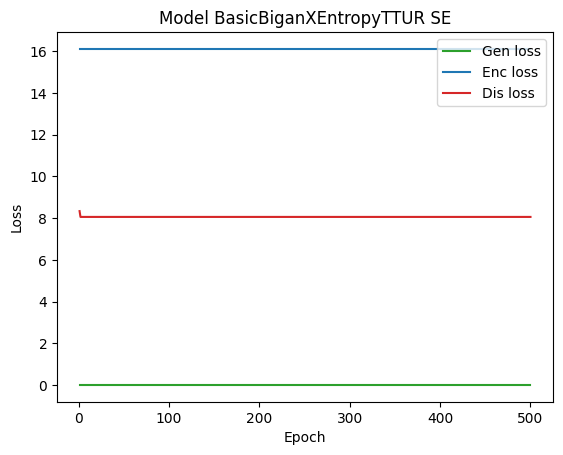 Model BasicBiganXEntropyTTUR SE
Gen loss
Enc loss
Dis loss
Loss
16
14
12
10
8
6
4
2
0
0 100 200 300 400 500
Epoch